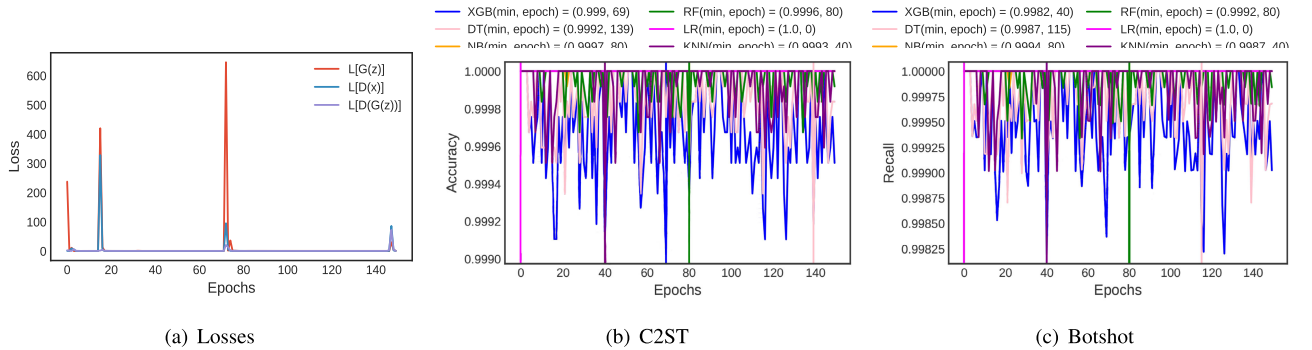 L[G(z)]
L[D(x)]
L[D(G(z))]
Loss
600
500
400
300
200
100
0
0 20 40 60 80 100 120 140
Epochs
(a) Losses
XGB(min, epoch) = (0.999, 69) RF(min, epoch) = (0.9996, 80)
DT(min, epoch) = (0.9992, 139) LR(min, epoch) = (1.0, 0)
NB(min, epoch) = (0.9997, 80) KNN(min, epoch) = (0.9993, 40)
Accuracy
1.0000
0.9998
0.9996
0.9994
0.9992
0.9990
0 20 40 60 80 100 120 140
Epochs
(b) C2ST
XGB(min, epoch) = (0.9982, 40) RF(min, epoch) = (0.9992, 80)
DT(min, epoch) = (0.9987, 115) LR(min, epoch) = (1.0, 0)
NB(min, epoch) = (0.9994, 80) KNN(min, epoch) = (0.9987, 40)
Recall
1.00000
0.99975
0.99950
0.99925
0.99900
0.99875
0.99850
0.99825
0 20 40 60 80 100 120 140
Epochs
(c) Botshot